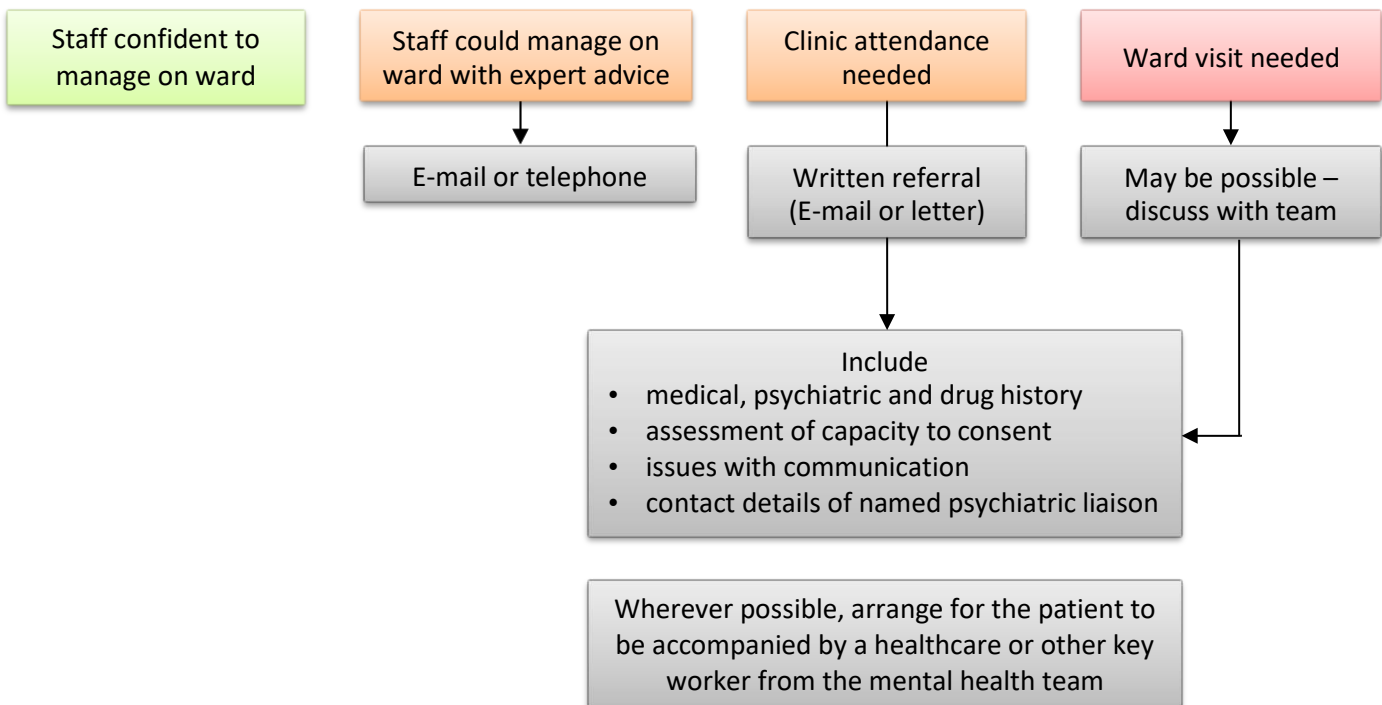 Staff confident to
manage on ward
Staff could manage on
ward with expert advice
Clinic attendance
needed
Ward visit needed
E-mail or telephone
Written referral
(E-mail or letter)
May be possible –
discuss with team
Include
• medical, psychiatric and drug history
• assessment of capacity to consent
• issues with communication
• contact details of named psychiatric liaison
Wherever possible, arrange for the patient to
be accompanied by a healthcare or other key
worker from the mental health team